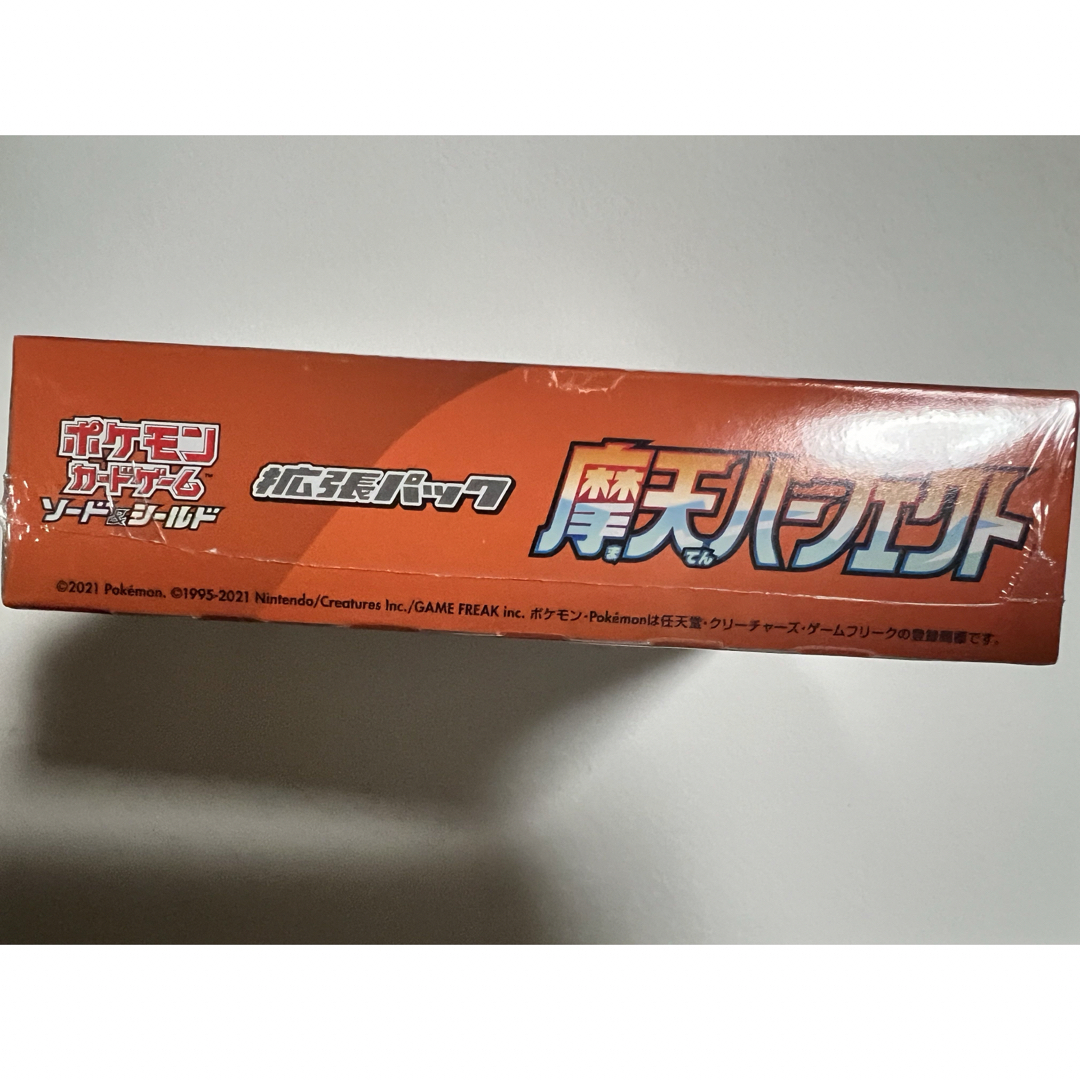 ポケモン
カードゲーム™
ソード&シールド
拡張パック
摩天パーフェクト
ま てん
©2021 Pokémon. ©1995-2021 Nintendo/Creatures Inc./GAME FREAK inc. ポケモン・Pokémonは任天堂・クリーチャーズ・ゲームフリークの登録商標です。